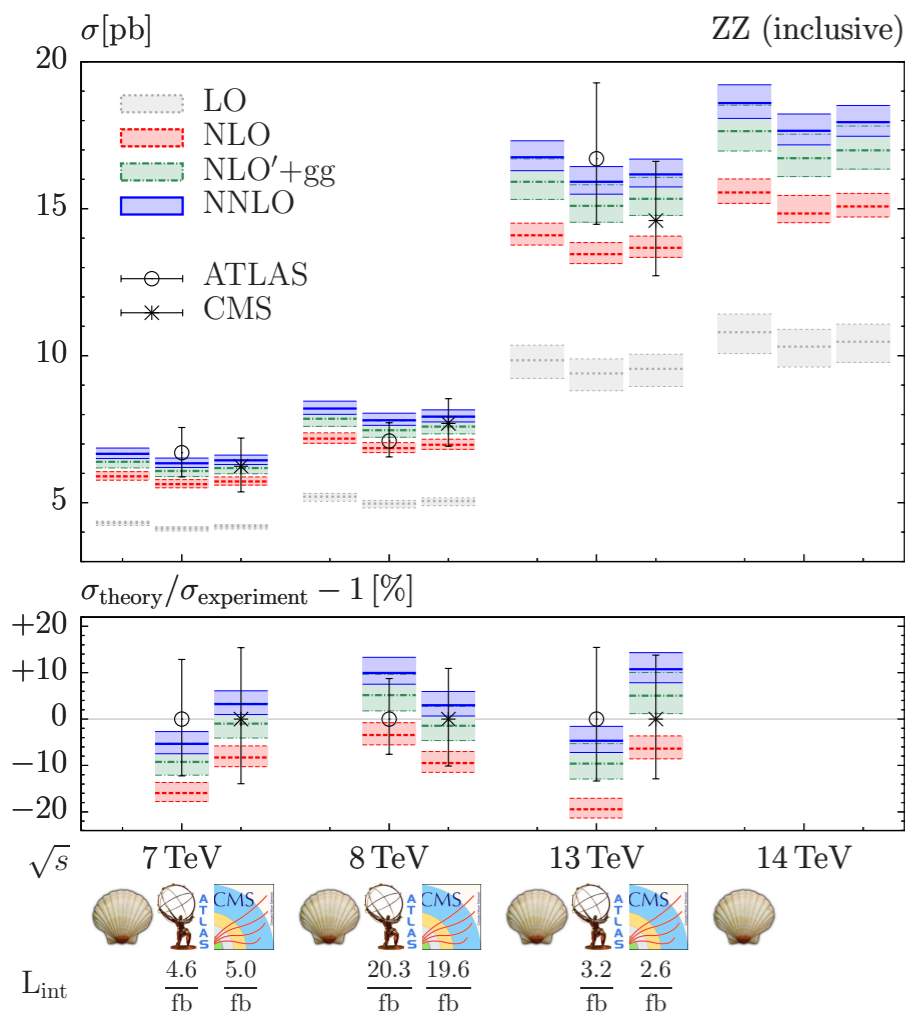 σ[pb] ZZ (inclusive)
20
LO
NLO
NLO′+gg
NNLO
15
ATLAS
CMS
10
5
σtheory/σexperiment − 1 [%]
+20
+10
0
−10
−20
√s 7 TeV 8 TeV 13 TeV 14 TeV
ATLAS CMS ATLAS CMS ATLAS CMS
Lint 4.6/fb 5.0/fb 20.3/fb 19.6/fb 3.2/fb 2.6/fb